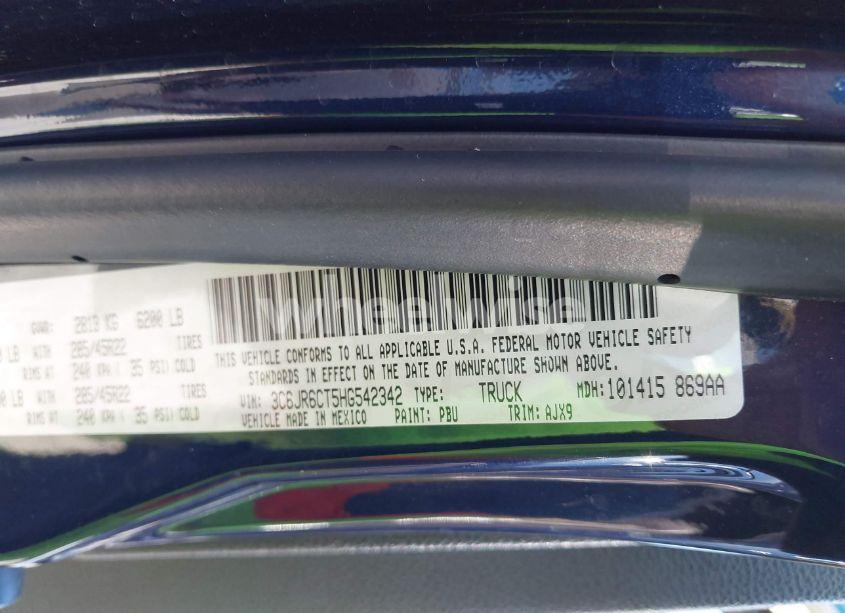 GVWR: 2813 KG 6200 LB
LB WITH 285/45R22 TIRES
RIMS AT 240 KPA ( 35 PSI) COLD
LB WITH 285/45R22 TIRES
RIMS AT 240 KPA ( 35 PSI) COLD
wheelwise
THIS VEHICLE CONFORMS TO ALL APPLICABLE U.S.A. FEDERAL MOTOR VEHICLE SAFETY
STANDARDS IN EFFECT ON THE DATE OF MANUFACTURE SHOWN ABOVE.
VIN: 3C6JR6CT5HG542342 TYPE: TRUCK MDH:101415 869AA
VEHICLE MADE IN MEXICO PAINT: PBU TRIM: AJX9